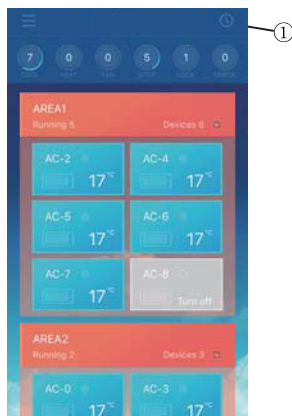 ①
7 0 0 5 1 0
COOL HEAT FAN STOP LOCK ERROR
AREA1
Running 5 Devices 6
AC-2 AC-4
17℃ 17℃
AC-5 AC-6
17℃ 17℃
AC-7 AC-8
17℃ Turn off
AREA2
Running 2 Devices 3
AC-0 AC-3
17℃ 17℃